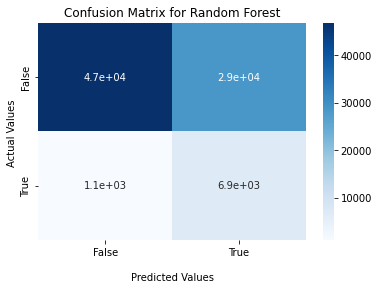 Confusion Matrix for Random Forest
Actual Values
False
True
4.7e+04
2.9e+04
1.1e+03
6.9e+03
False
True
Predicted Values
40000
30000
20000
10000